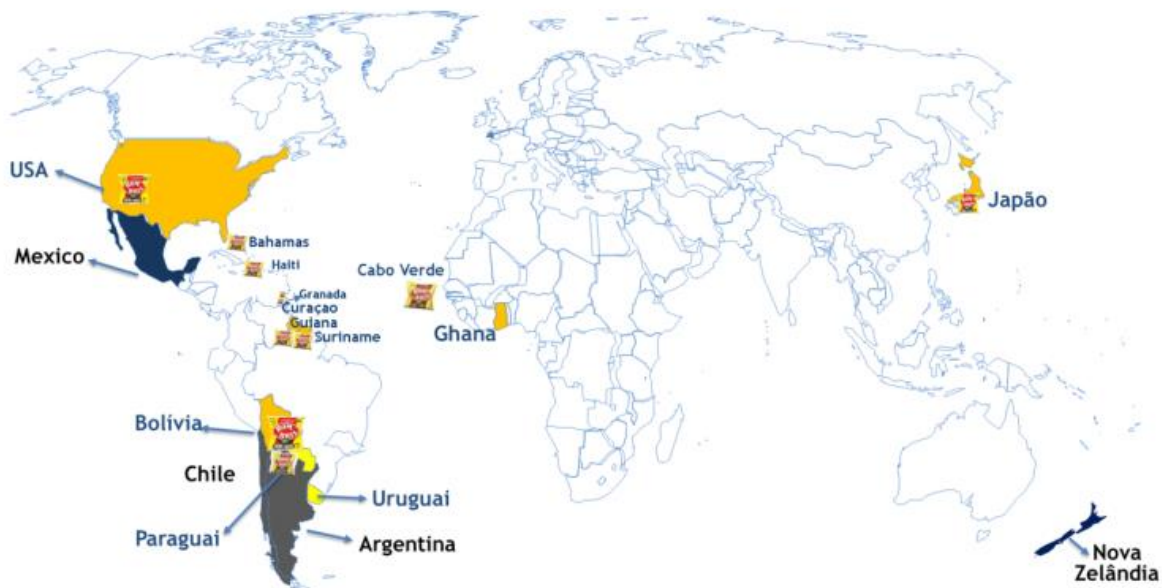 USA
Japão
Bahamas
Mexico
Haiti
Cabo Verde
Granada
Curaçao
Guiana
Suriname
Ghana
Bolívia
Chile
Uruguai
Paraguai
Argentina
Nova
Zelândia